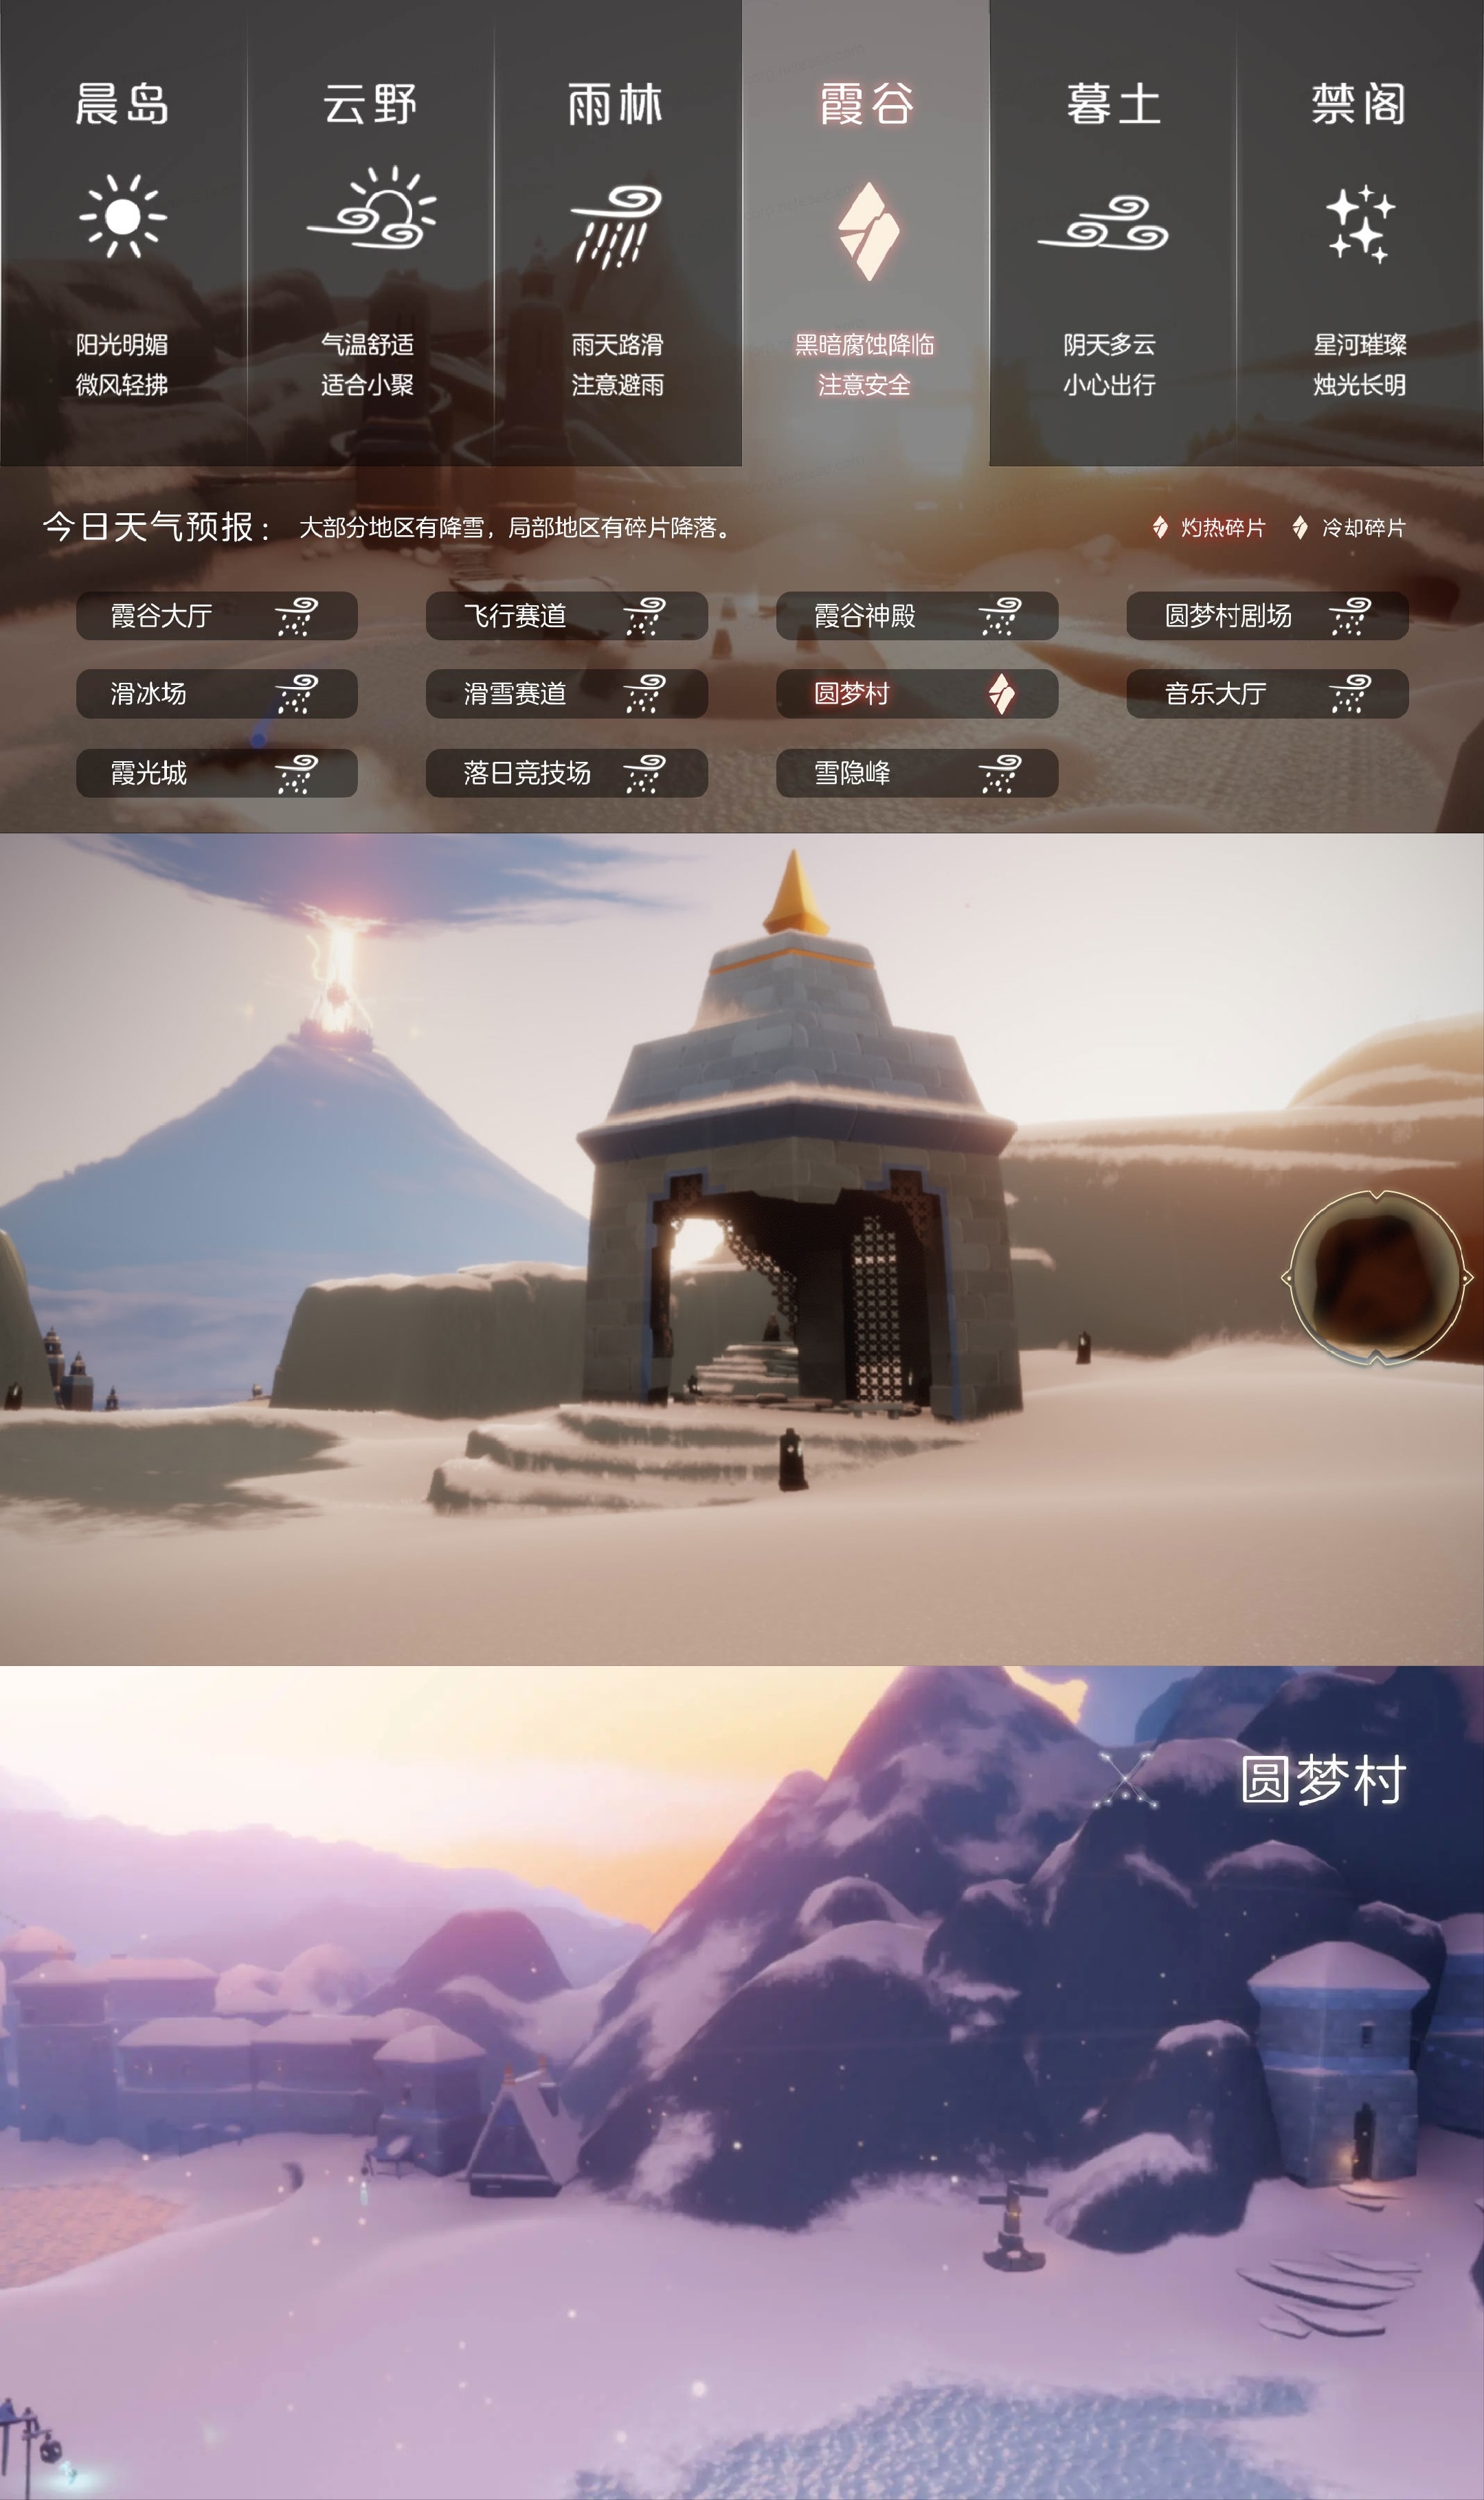 晨岛
云野
雨林
霞谷
暮土
禁阁
阳光明媚
微风轻拂
气温舒适
适合小聚
雨天路滑
注意避雨
黑暗腐蚀降临
注意安全
阴天多云
小心出行
星河璀璨
烛光长明
今日天气预报： 大部分地区有降雪，局部地区有碎片降落。
灼热碎片 冷却碎片
霞谷大厅
飞行赛道
霞谷神殿
圆梦村剧场
滑冰场
滑雪赛道
圆梦村
音乐大厅
霞光城
落日竞技场
雪隐峰
圆梦村